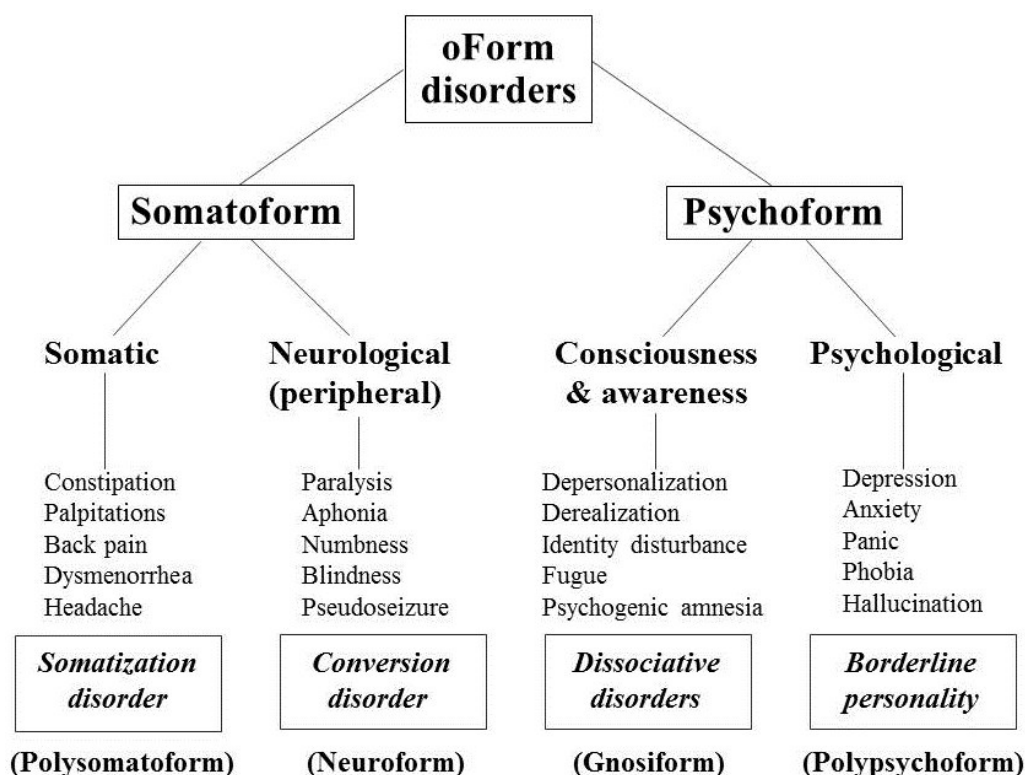 oForm
disorders
Somatoform
Psychoform
Somatic
Neurological
(peripheral)
Consciousness
& awareness
Psychological
Constipation
Palpitations
Back pain
Dysmenorrhea
Headache
Paralysis
Aphonia
Numbness
Blindness
Pseudoseizure
Depersonalization
Derealization
Identity disturbance
Fugue
Psychogenic amnesia
Depression
Anxiety
Panic
Phobia
Hallucination
Somatization
disorder
Conversion
disorder
Dissociative
disorders
Borderline
personality
(Polysomatoform)
(Neuroform)
(Gnosiform)
(Polypsychoform)